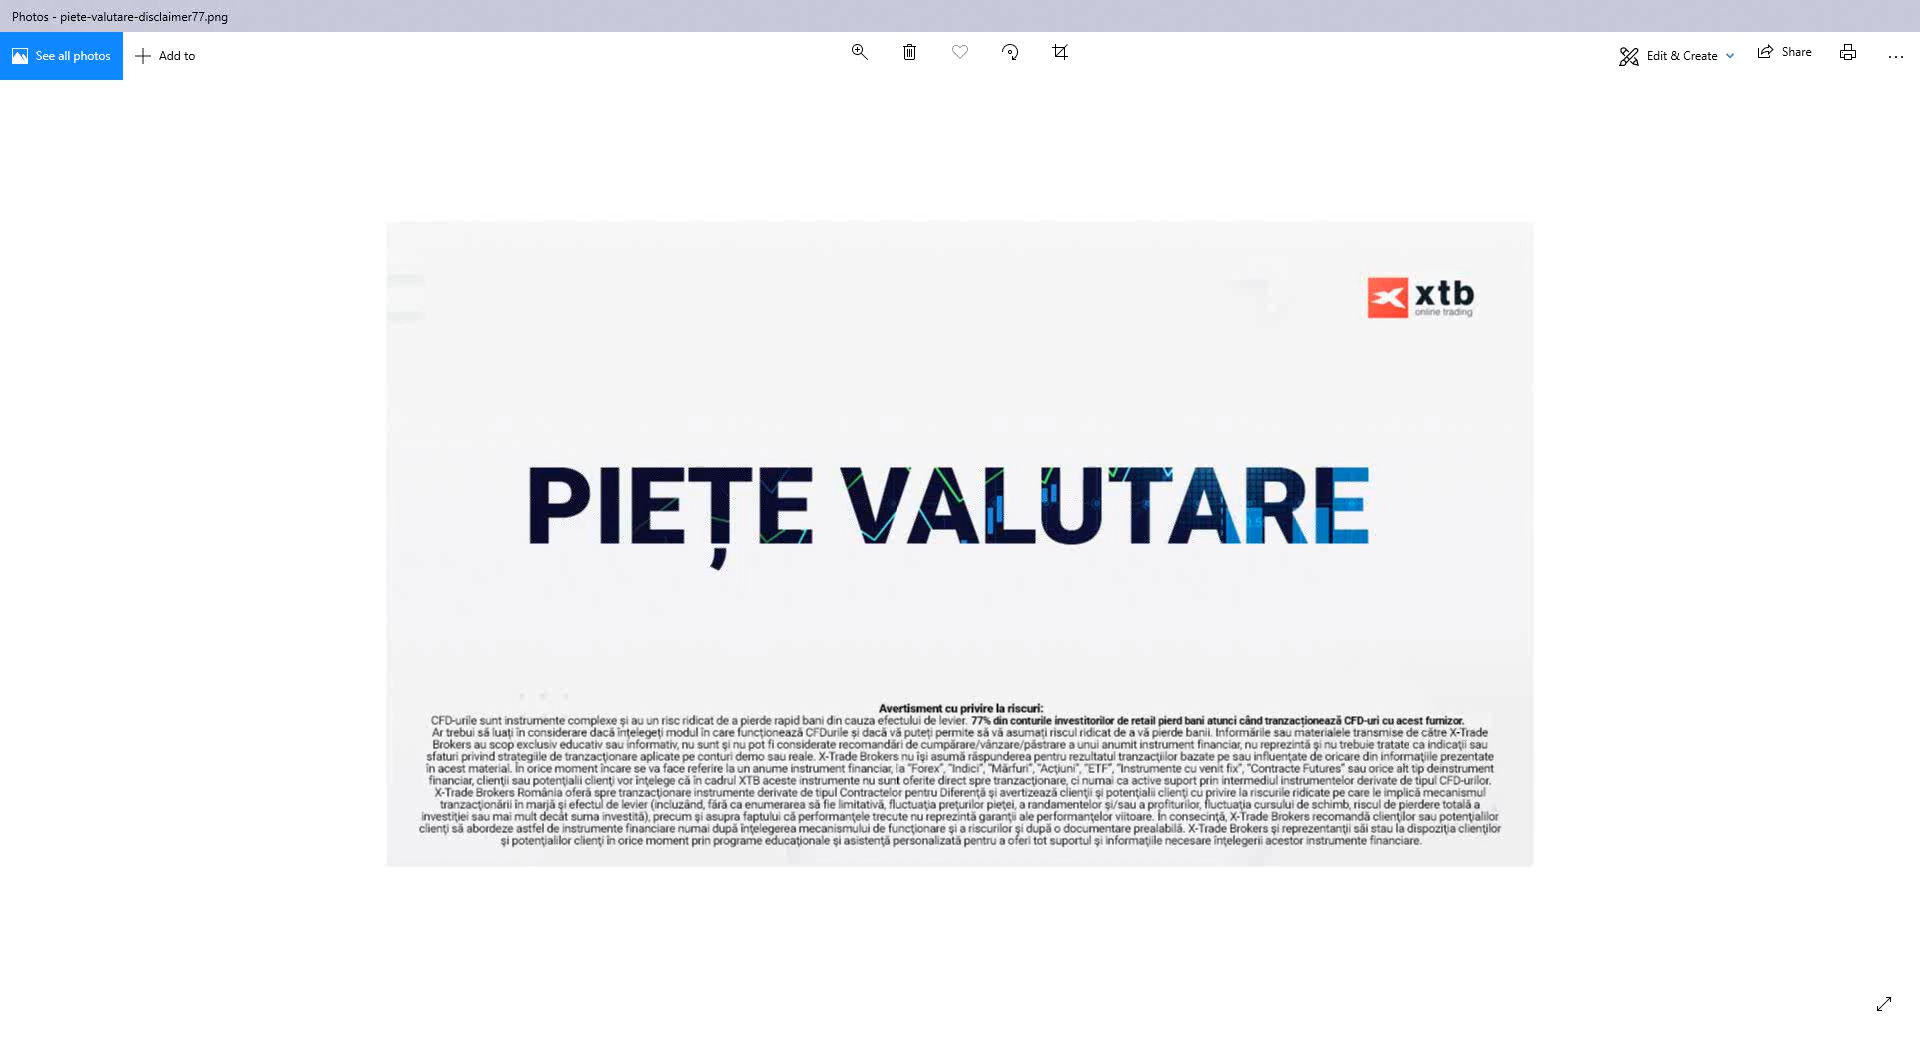 Photos - piete-valutare-disclaimer77.png
See all photos
Add to
Edit & Create
Share
xtb
online trading
PIEȚE VALUTARE
0.5
Avertisment cu privire la riscuri:
CFD-urile sunt instrumente complexe și au un risc ridicat de a pierde rapid bani din cauza efectului de levier. 77% din conturile investitorilor de retail pierd bani atunci când tranzacționează CFD-uri cu acest furnizor.
Ar trebui să luați în considerare dacă înțelegeți modul în care funcționează CFDurile și dacă vă puteți permite să vă asumați riscul ridicat de a vă pierde banii. Informările sau materialele transmise de către X-Trade
Brokers au scop exclusiv educativ sau informativ, nu sunt și nu pot fi considerate recomandări de cumpărare/vânzare/păstrare a unui anumit instrument financiar, nu reprezintă și nu trebuie tratate ca indicații sau
sfaturi privind strategiile de tranzacționare aplicate pe conturi demo sau reale. X-Trade Brokers nu își asumă răspunderea pentru rezultatul tranzacțiilor bazate pe sau influențate de oricare din informațiile prezentate
în acest material. În orice moment încare se va face referire la un anume instrument financiar, la "Forex", "Indici", "Mărfuri", "Acțiuni", "ETF", "Instrumente cu venit fix", "Contracte Futures" sau orice alt tip deinstrument
financiar, clienții sau potențialii clienți vor înțelege că în cadrul XTB aceste instrumente nu sunt oferite direct spre tranzacționare, ci numai ca active suport prin intermediul instrumentelor derivate de tipul CFD-urilor.
X-Trade Brokers România oferă spre tranzacționare instrumente derivate de tipul Contractelor pentru Diferență și avertizează clienții și potențialii clienți cu privire la riscurile ridicate pe care le implică mecanismul
tranzacționării în marjă și efectul de levier (incluzând, fără ca enumerarea să fie limitativă, fluctuația prețurilor pieței, a randamentelor și/sau a profiturilor, fluctuația cursului de schimb, riscul de pierdere totală a
investiției sau mai mult decât suma investită), precum și asupra faptului că performanțele trecute nu reprezintă garanții ale performanțelor viitoare. În consecință, X-Trade Brokers recomandă clienților sau potențialilor
clienți să abordeze astfel de instrumente financiare numai după înțelegerea mecanismului de funcționare și a riscurilor și după o documentare prealabilă. X-Trade Brokers și reprezentanții săi stau la dispoziția clienților
și potențialilor clienți în orice moment prin programe educaționale și asistență personalizată pentru a oferi tot suportul și informațiile necesare înțelegerii acestor instrumente financiare.